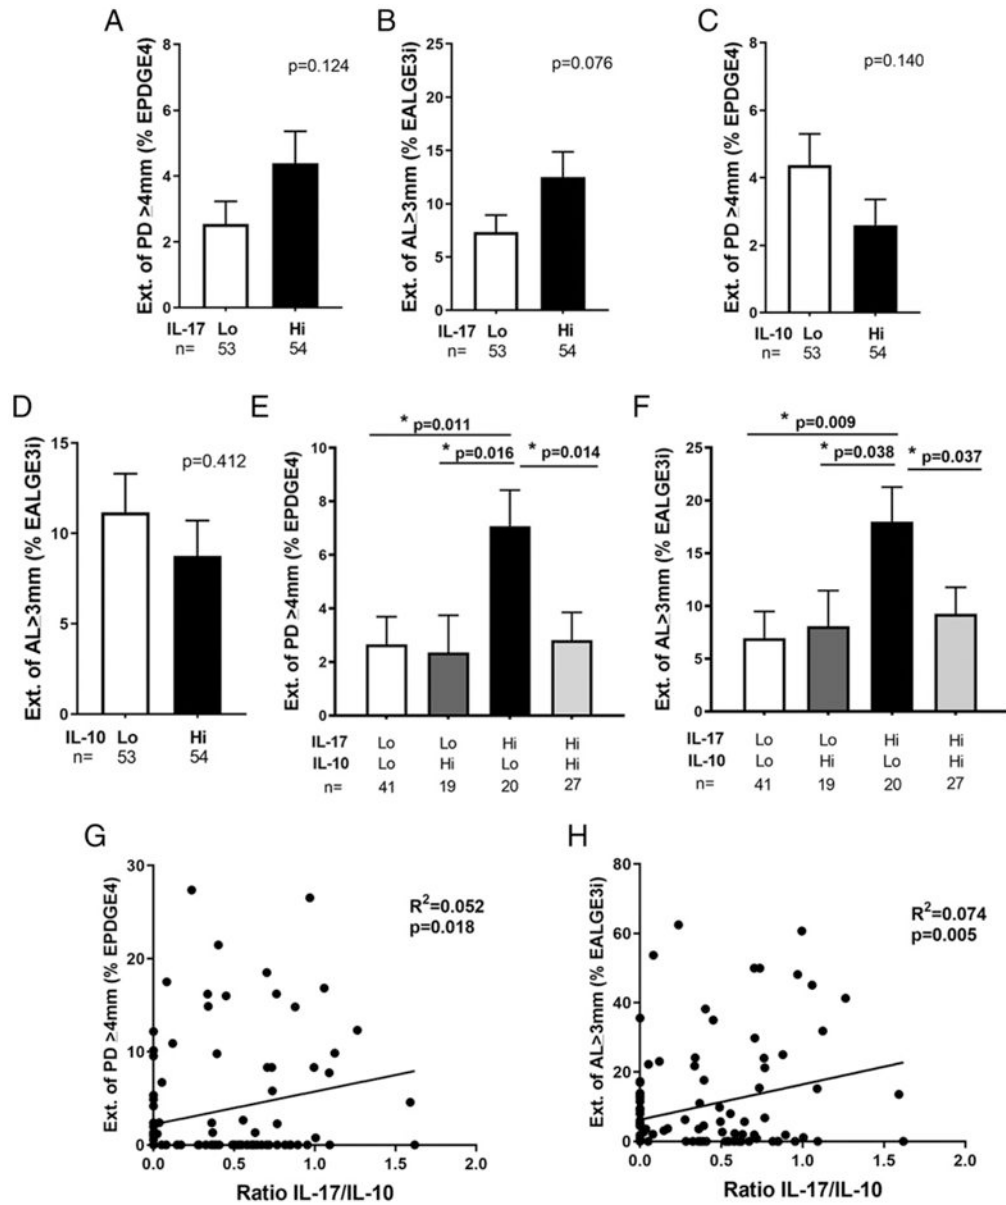 A
Ext. of PD ≥4mm (% EPDGE4)
8
6
4
2
0
p=0.124
IL-17 Lo Hi
n= 53 54
B
Ext. of AL≥3mm (% EALGE3i)
25
20
15
10
5
0
p=0.076
IL-17 Lo Hi
n= 53 54
C
Ext. of PD ≥4mm (% EPDGE4)
8
6
4
2
0
p=0.140
IL-10 Lo Hi
n= 53 54
D
Ext. of AL≥3mm (% EALGE3i)
15
10
5
0
p=0.412
IL-10 Lo Hi
n= 53 54
E
Ext. of PD ≥4mm (% EPDGE4)
10
8
6
4
2
0
* p=0.011
* p=0.016
* p=0.014
IL-17 Lo Lo Hi Hi
IL-10 Lo Hi Lo Hi
n= 41 19 20 27
F
Ext. of AL≥3mm (% EALGE3i)
25
20
15
10
5
0
* p=0.009
* p=0.038
* p=0.037
IL-17 Lo Lo Hi Hi
IL-10 Lo Hi Lo Hi
n= 41 19 20 27
G
Ext. of PD ≥4mm (% EPDGE4)
30
20
10
0
R²=0.052
p=0.018
0.0 0.5 1.0 1.5 2.0
Ratio IL-17/IL-10
H
Ext. of AL≥3mm (% EALGE3i)
80
60
40
20
0
R²=0.074
p=0.005
0.0 0.5 1.0 1.5 2.0
Ratio IL-17/IL-10